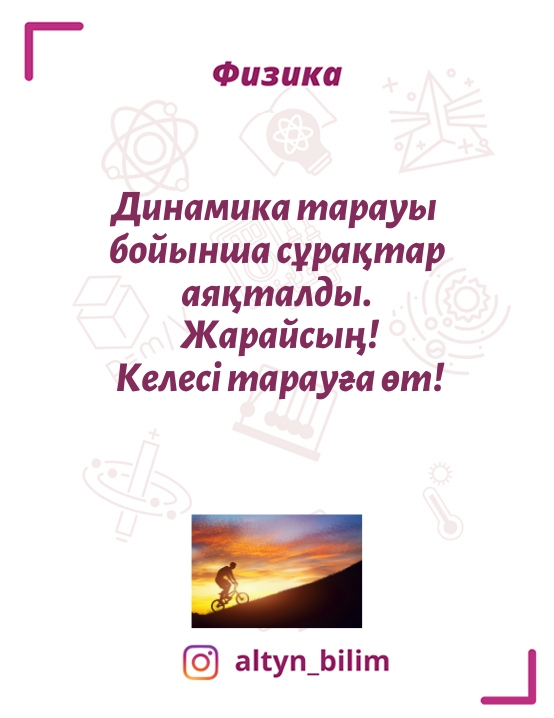 Физика
Динамика тарауы
бойынша сұрақтар
аяқталды.
Жарайсың!
Келесі тарауға өт!
altyn_bilim